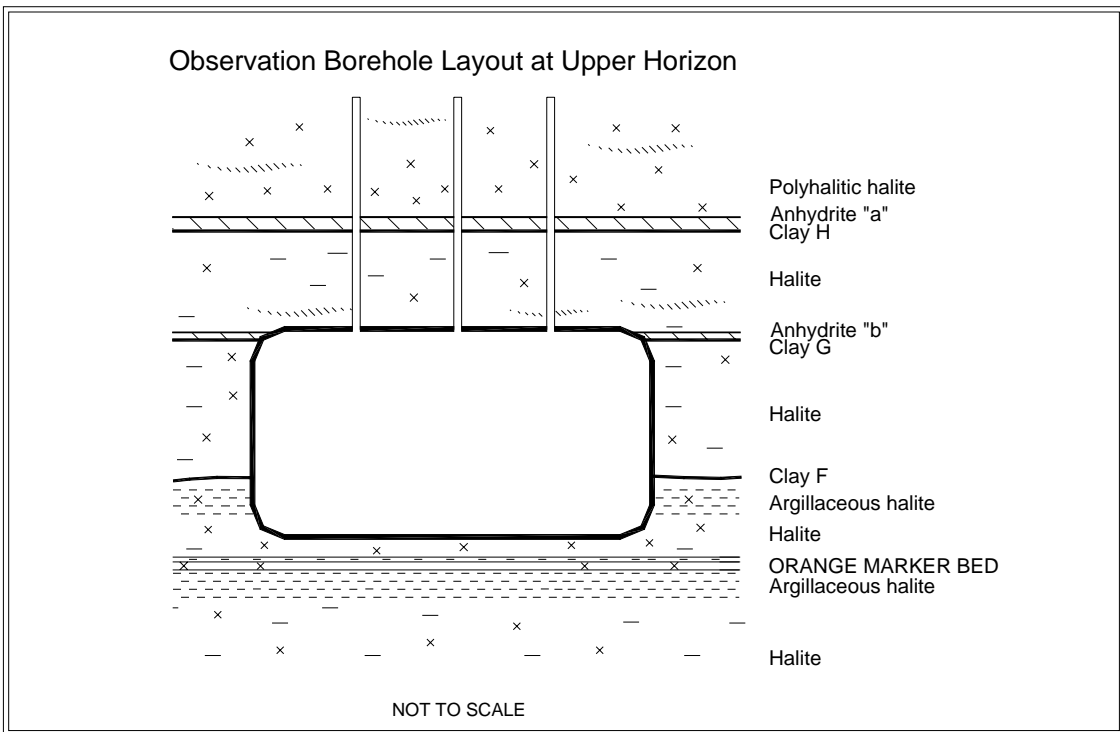 Observation Borehole Layout at Upper Horizon
Polyhalitic halite
Anhydrite "a"
Clay H
Halite
Anhydrite "b"
Clay G
Halite
Clay F
Argillaceous halite
Halite
ORANGE MARKER BED
Argillaceous halite
Halite
NOT TO SCALE